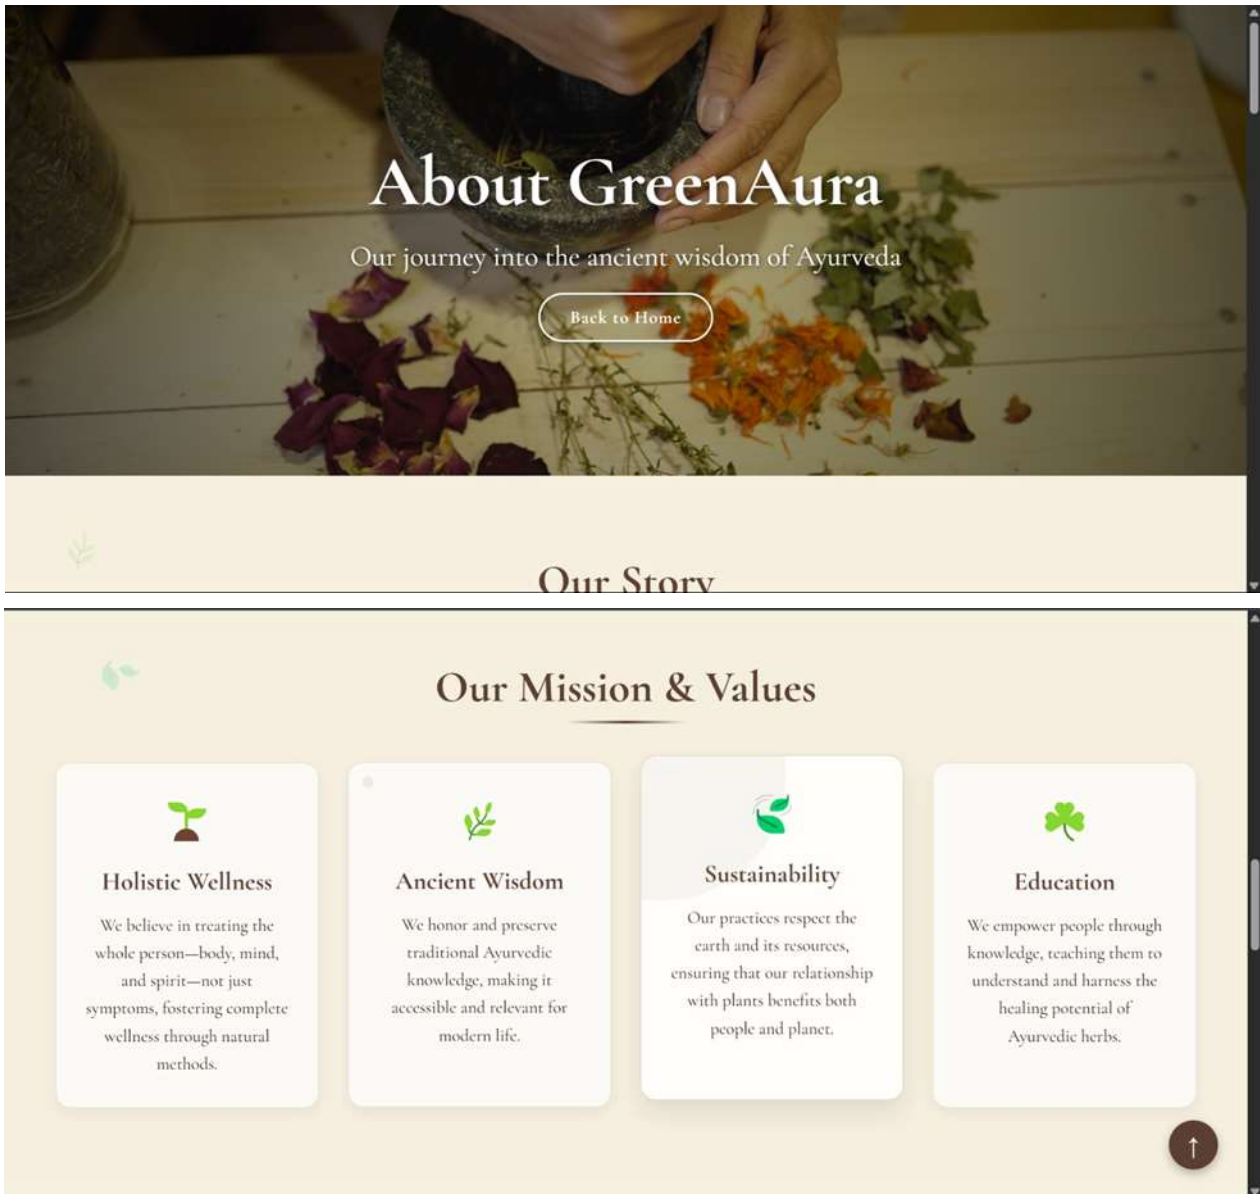 About GreenAura
Our journey into the ancient wisdom of Ayurveda
Back to Home
Our Story
Our Mission & Values
Holistic Wellness
We believe in treating the
whole person—body, mind,
and spirit—not just
symptoms, fostering complete
wellness through natural
methods.
Ancient Wisdom
We honor and preserve
traditional Ayurvedic
knowledge, making it
accessible and relevant for
modern life.
Sustainability
Our practices respect the
earth and its resources,
ensuring that our relationship
with plants benefits both
people and planet.
Education
We empower people through
knowledge, teaching them to
understand and harness the
healing potential of
Ayurvedic herbs.
↑